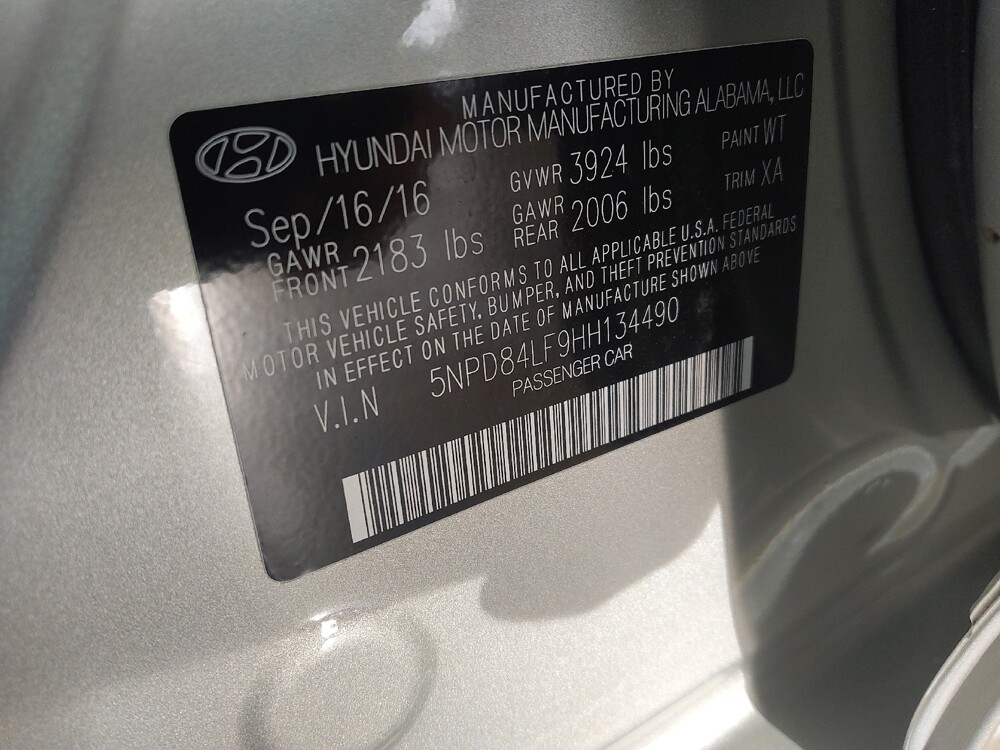 MANUFACTURED BY
HYUNDAI MOTOR MANUFACTURING ALABAMA, LLC
Sep/16/16 GVWR 3924 lbs PAINT WT
GAWR FRONT 2183 lbs GAWR REAR 2006 lbs TRIM XA
THIS VEHICLE CONFORMS TO ALL APPLICABLE U.S.A. FEDERAL
MOTOR VEHICLE SAFETY, BUMPER, AND THEFT PREVENTION STANDARDS
IN EFFECT ON THE DATE OF MANUFACTURE SHOWN ABOVE
V.I.N 5NPD84LF9HH134490
PASSENGER CAR